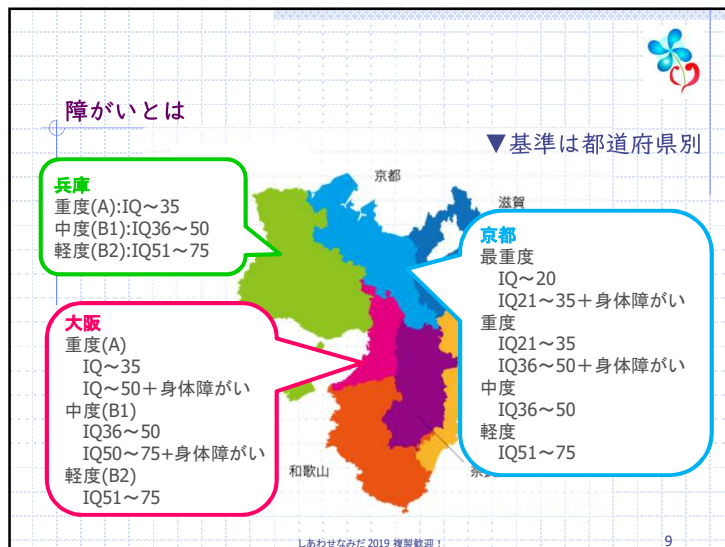 障がいとは
▼基準は都道府県別
京都
滋賀
兵庫
重度(A):IQ～35
中度(B1):IQ36～50
軽度(B2):IQ51～75
京都
最重度
IQ～20
IQ21～35＋身体障がい
重度
IQ21～35
IQ36～50＋身体障がい
中度
IQ36～50
軽度
IQ51～75
大阪
重度(A)
IQ～35
IQ～50＋身体障がい
中度(B1)
IQ36～50
IQ50～75+身体障がい
軽度(B2)
IQ51～75
和歌山
しあわせなみだ 2019 複製歓迎！
9